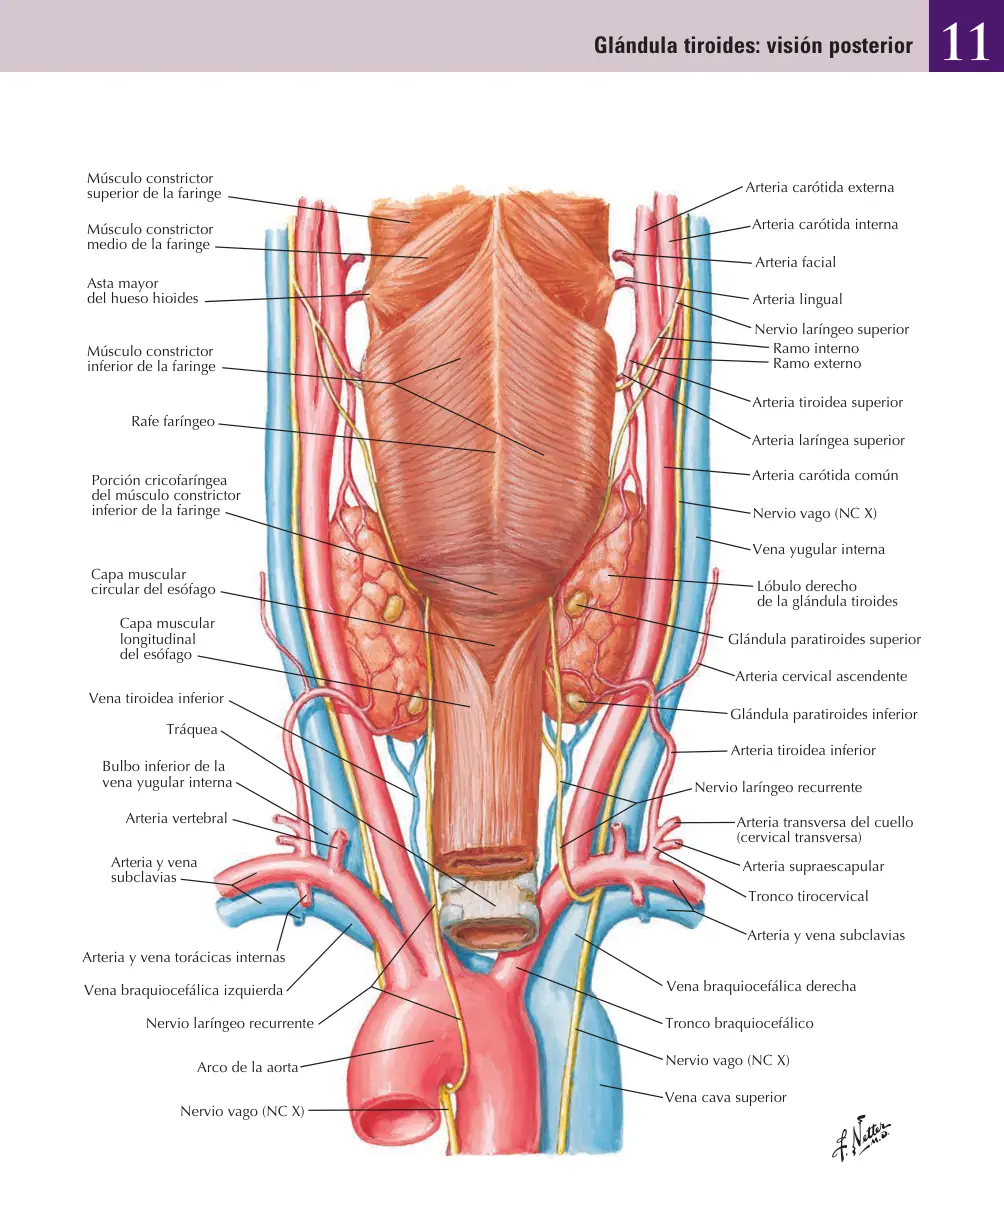 Glándula tiroides: visión posterior
11
Músculo constrictor
superior de la faringe
Músculo constrictor
medio de la faringe
Asta mayor
del hueso hioides
Músculo constrictor
inferior de la faringe
Rafe faríngeo
Porción cricofaríngea
del músculo constrictor
inferior de la faringe
Capa muscular
circular del esófago
Capa muscular
longitudinal
del esófago
Vena tiroidea inferior
Tráquea
Bulbo inferior de la
vena yugular interna
Arteria vertebral
Arteria y vena
subclavias
Arteria y vena torácicas internas
Vena braquiocefálica izquierda
Nervio laríngeo recurrente
Arco de la aorta
Nervio vago (NC X)
Arteria carótida externa
Arteria carótida interna
Arteria facial
Arteria lingual
Nervio laríngeo superior
Ramo interno
Ramo externo
Arteria tiroidea superior
Arteria laríngea superior
Arteria carótida común
Nervio vago (NC X)
Vena yugular interna
Lóbulo derecho
de la glándula tiroides
Glándula paratiroides superior
Arteria cervical ascendente
Glándula paratiroides inferior
Arteria tiroidea inferior
Nervio laríngeo recurrente
Arteria transversa del cuello
(cervical transversa)
Arteria supraescapular
Tronco tirocervical
Arteria y vena subclavias
Vena braquiocefálica derecha
Tronco braquiocefálico
Nervio vago (NC X)
Vena cava superior
F. Netter
M.D.